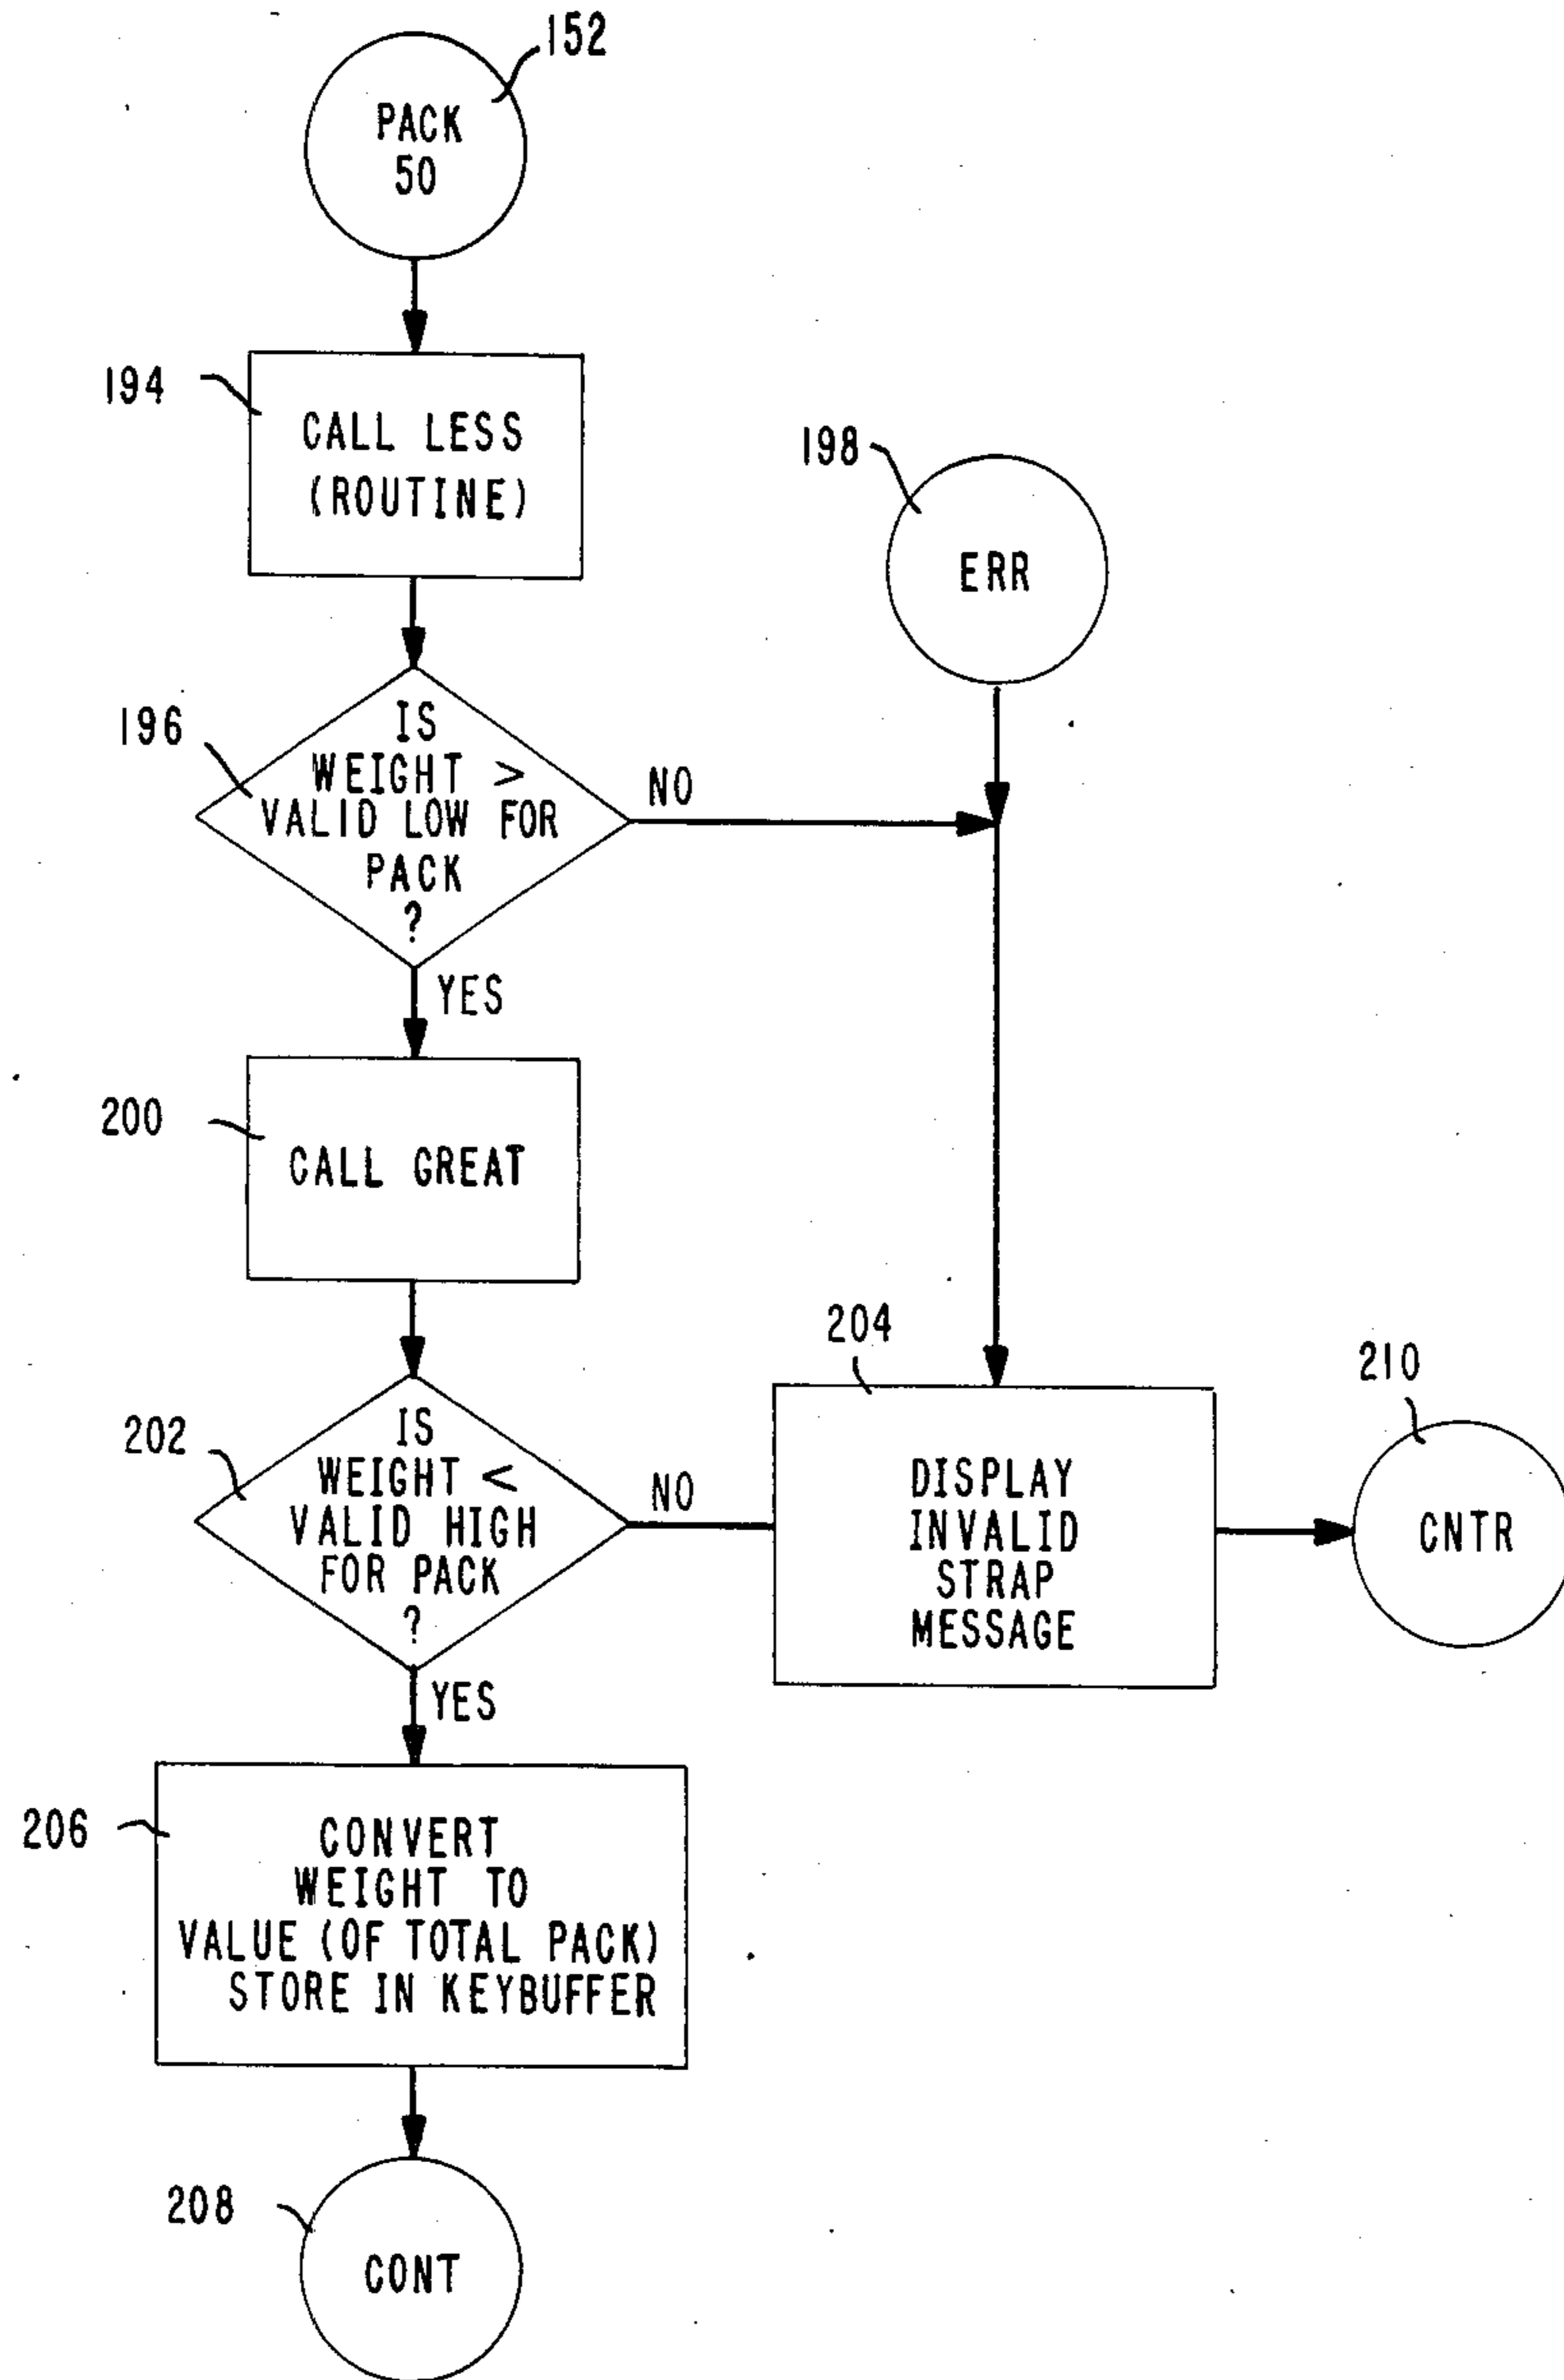 152
PACK
50
194
CALL LESS
(ROUTINE)
198
ERR
196
IS
WEIGHT >
VALID LOW FOR
PACK
?
NO
YES
200
CALL GREAT
204
210
202
IS
WEIGHT <
VALID HIGH
FOR PACK
?
NO
DISPLAY
INVALID
STRAP
MESSAGE
CNTR
YES
206
CONVERT
WEIGHT TO
VALUE (OF TOTAL PACK)
STORE IN KEYBUFFER
208
CONT